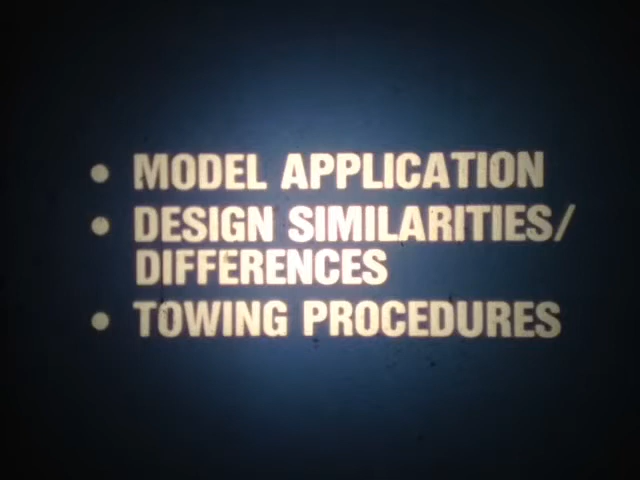 • MODEL APPLICATION
• DESIGN SIMILARITIES/
DIFFERENCES
• TOWING PROCEDURES